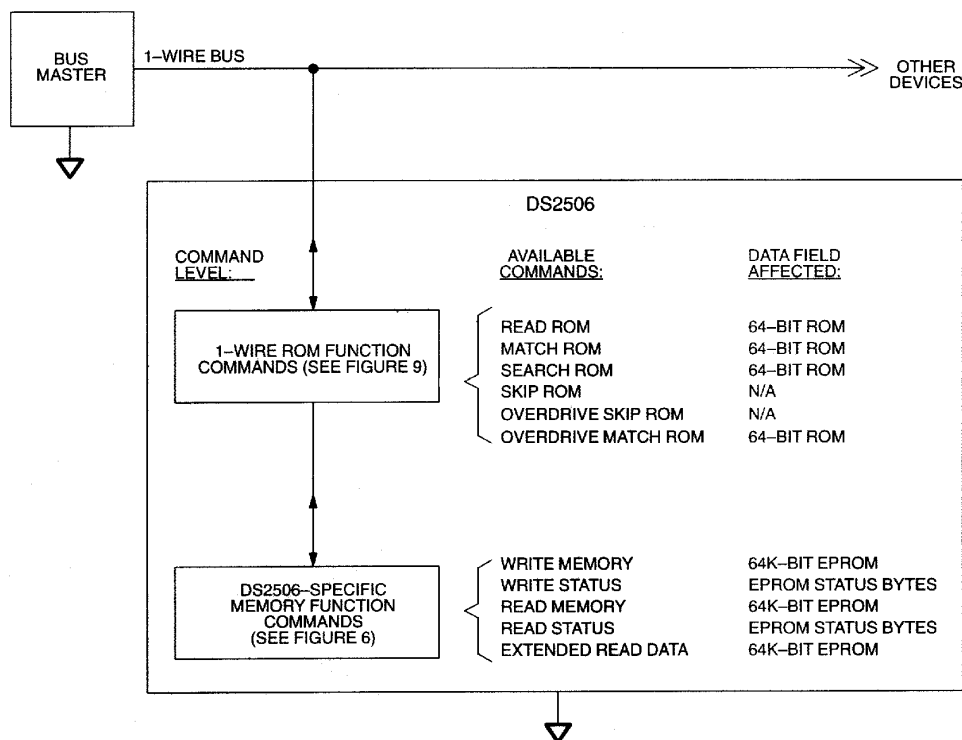 BUS
MASTER
1–WIRE BUS
OTHER
DEVICES
DS2506
COMMAND
LEVEL:
AVAILABLE
COMMANDS:
DATA FIELD
AFFECTED:
1–WIRE ROM FUNCTION
COMMANDS (SEE FIGURE 9)
READ ROM 64–BIT ROM
MATCH ROM 64–BIT ROM
SEARCH ROM 64–BIT ROM
SKIP ROM N/A
OVERDRIVE SKIP ROM N/A
OVERDRIVE MATCH ROM 64–BIT ROM
DS2506–SPECIFIC
MEMORY FUNCTION
COMMANDS
(SEE FIGURE 6)
WRITE MEMORY 64K–BIT EPROM
WRITE STATUS EPROM STATUS BYTES
READ MEMORY 64K–BIT EPROM
READ STATUS EPROM STATUS BYTES
EXTENDED READ DATA 64K–BIT EPROM